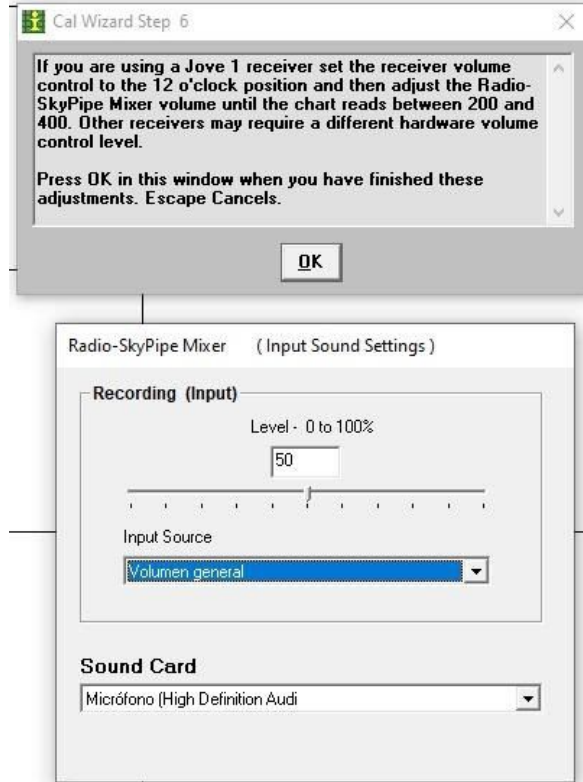 Cal Wizard Step 6
If you are using a Jove 1 receiver set the receiver volume
control to the 12 o'clock position and then adjust the Radio-
SkyPipe Mixer volume until the chart reads between 200 and
400. Other receivers may require a different hardware volume
control level.
Press OK in this window when you have finished these
adjustments. Escape Cancels.
OK
Radio-SkyPipe Mixer ( Input Sound Settings )
Recording (Input)
Level - 0 to 100%
50
Input Source
Volumen general
Sound Card
Micrófono (High Definition Audi